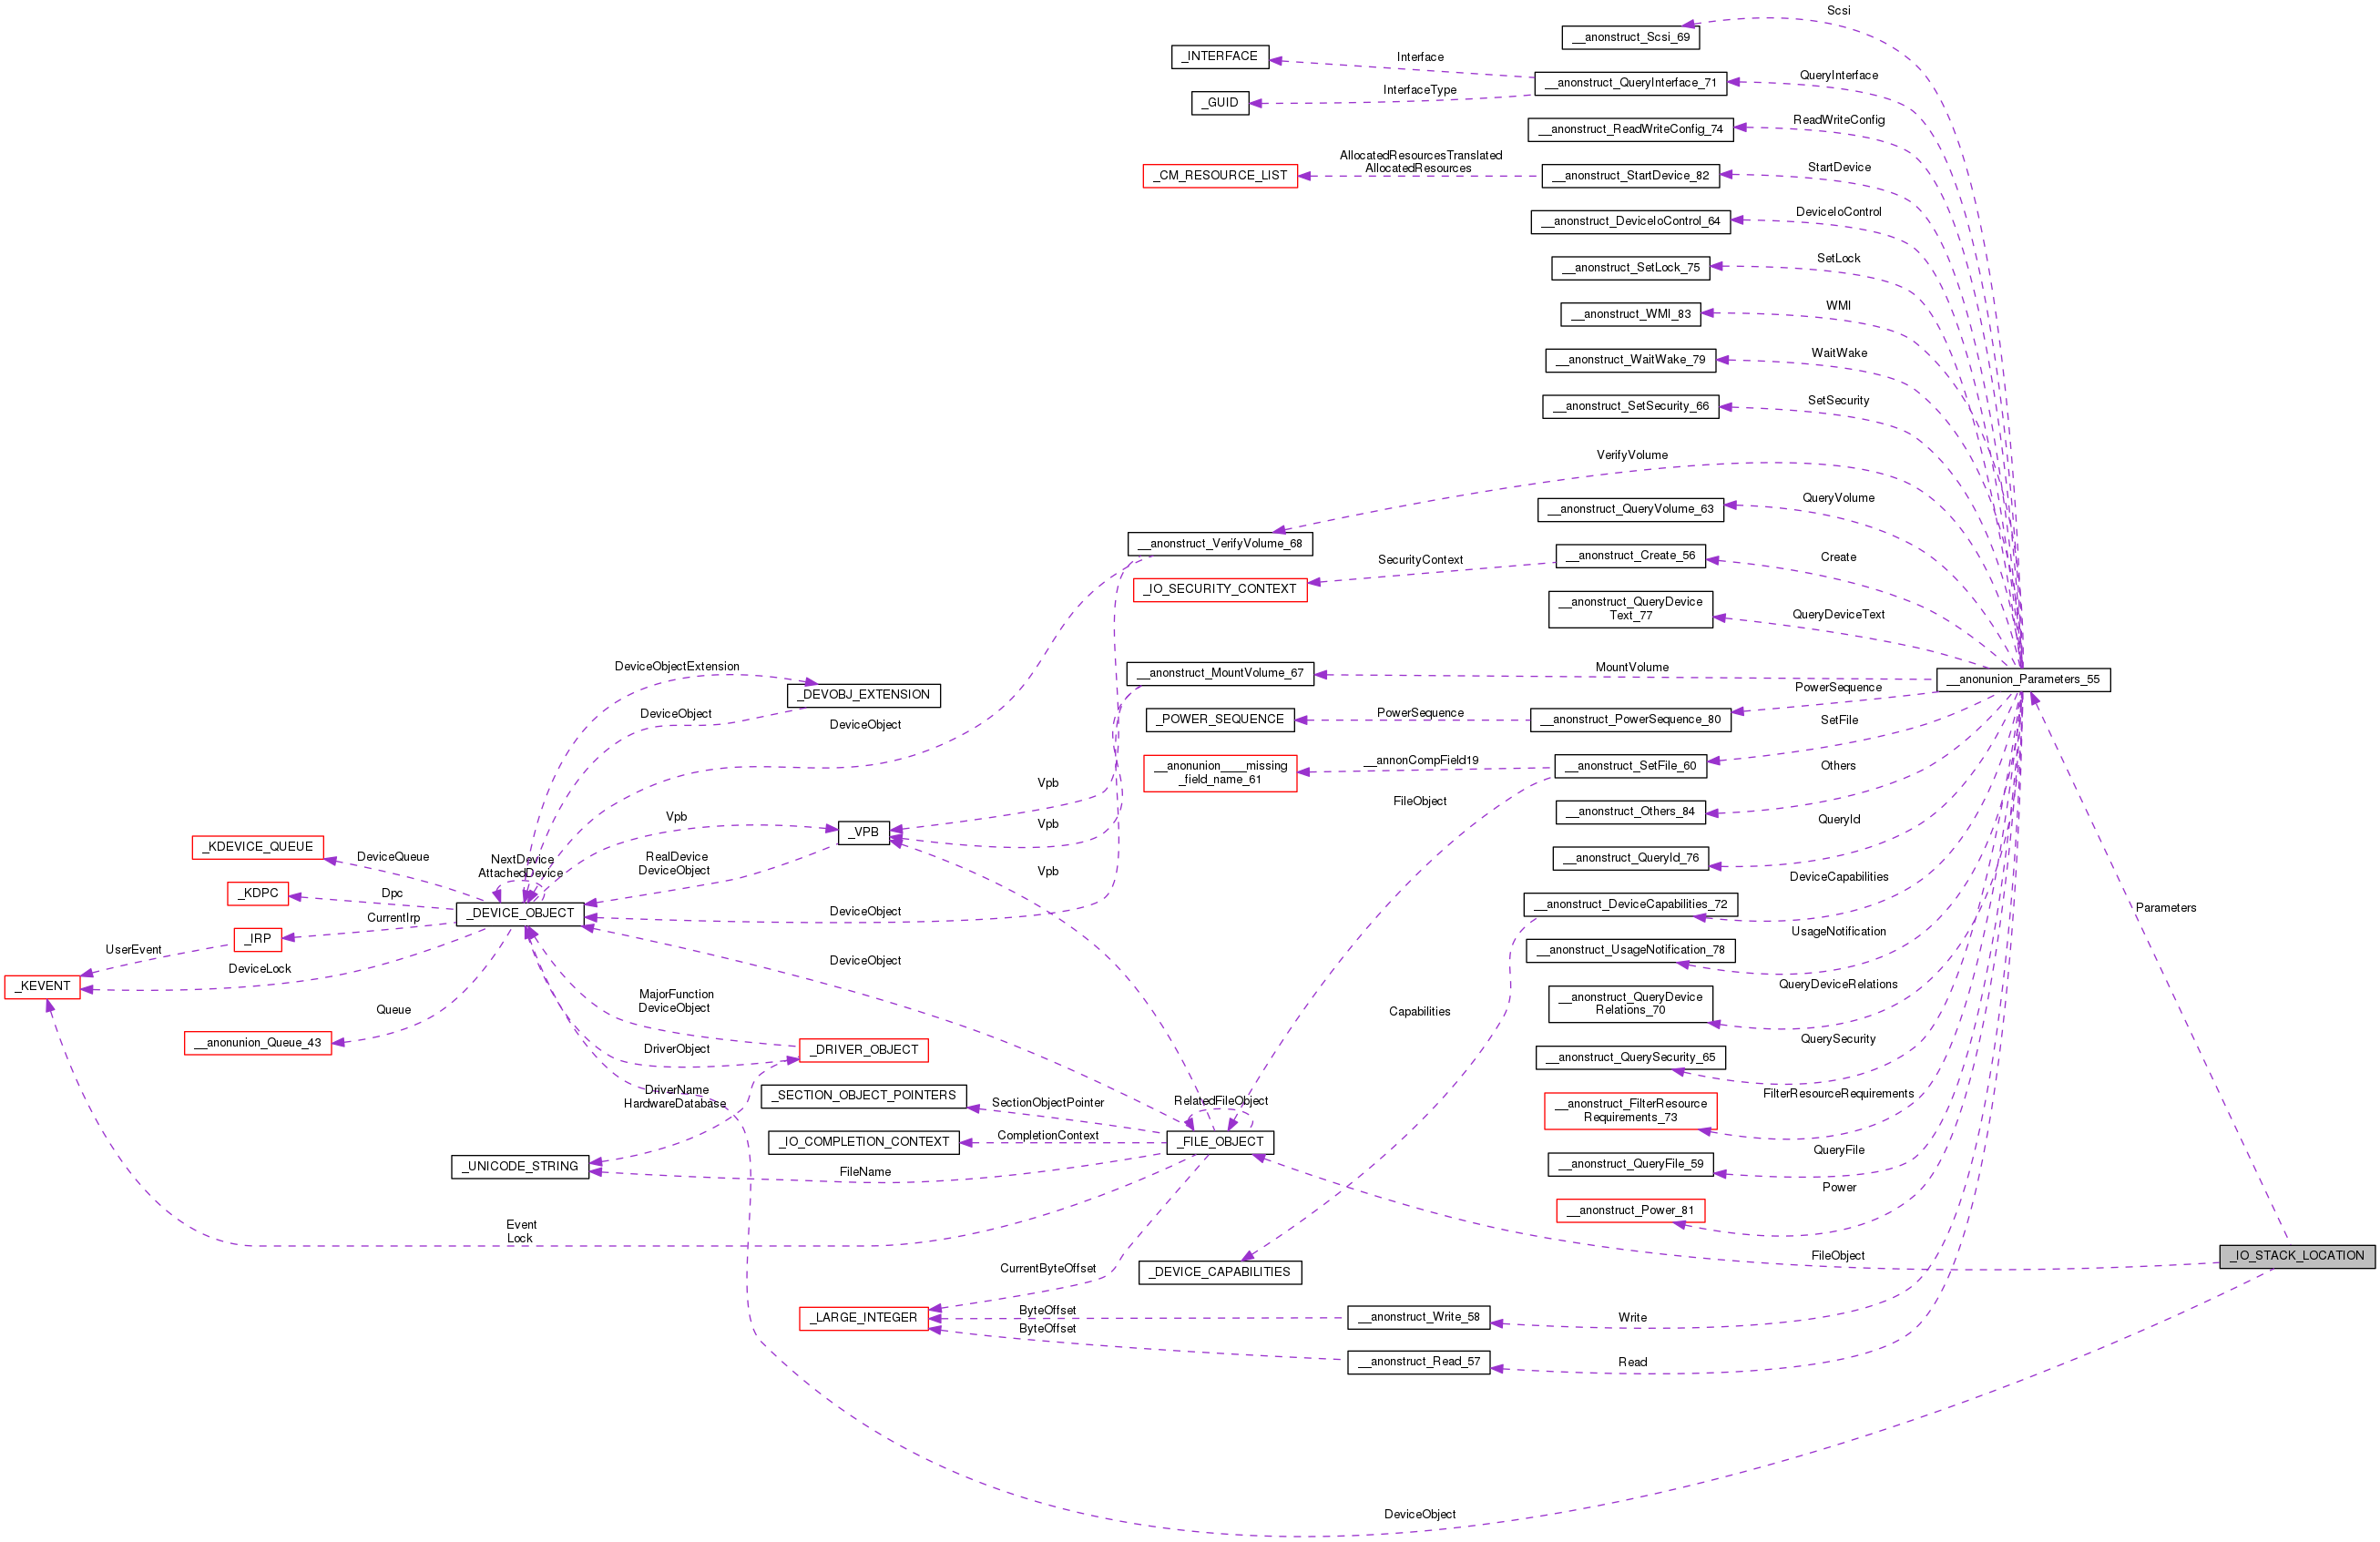 Scsi
__anonstruct_Scsi_69
_INTERFACE
Interface
__anonstruct_QueryInterface_71
QueryInterface
_GUID
InterfaceType
__anonstruct_ReadWriteConfig_74
ReadWriteConfig
_CM_RESOURCE_LIST
AllocatedResourcesTranslated
AllocatedResources
__anonstruct_StartDevice_82
StartDevice
__anonstruct_DeviceIoControl_64
DeviceIoControl
__anonstruct_SetLock_75
SetLock
__anonstruct_WMI_83
WMI
__anonstruct_WaitWake_79
WaitWake
__anonstruct_SetSecurity_66
SetSecurity
VerifyVolume
__anonstruct_QueryVolume_63
QueryVolume
__anonstruct_VerifyVolume_68
__anonstruct_Create_56
Create
SecurityContext
_IO_SECURITY_CONTEXT
__anonstruct_QueryDevice
Text_77
QueryDeviceText
DeviceObjectExtension
_DEVOBJ_EXTENSION
DeviceObject
DeviceObject
__anonstruct_MountVolume_67
MountVolume
__anonunion_Parameters_55
PowerSequence
_POWER_SEQUENCE
PowerSequence
__anonstruct_PowerSequence_80
SetFile
__anonunion____missing
_field_name_61
__annonCompField19
__anonstruct_SetFile_60
Others
Vpb
FileObject
__anonstruct_Others_84
Vpb
_VPB
Vpb
QueryId
_KDEVICE_QUEUE
DeviceQueue
NextDevice
AttachedDevice
RealDevice
DeviceObject
Vpb
__anonstruct_QueryId_76
DeviceCapabilities
_KDPC
Dpc
__anonstruct_DeviceCapabilities_72
_DEVICE_OBJECT
DeviceObject
Parameters
CurrentIrp
_IRP
UserEvent
UsageNotification
__anonstruct_UsageNotification_78
DeviceLock
DeviceObject
_KEVENT
QueryDeviceRelations
MajorFunction
DeviceObject
__anonstruct_QueryDevice
Relations_70
Queue
Capabilities
__anonunion_Queue_43
DriverObject
_DRIVER_OBJECT
QuerySecurity
__anonstruct_QuerySecurity_65
DriverName
HardwareDatabase
_SECTION_OBJECT_POINTERS
SectionObjectPointer
RelatedFileObject
FilterResourceRequirements
__anonstruct_FilterResource
Requirements_73
_IO_COMPLETION_CONTEXT
CompletionContext
_FILE_OBJECT
QueryFile
_UNICODE_STRING
FileName
__anonstruct_QueryFile_59
Power
__anonstruct_Power_81
Event
Lock
FileObject
_IO_STACK_LOCATION
CurrentByteOffset
_DEVICE_CAPABILITIES
_LARGE_INTEGER
ByteOffset
__anonstruct_Write_58
Write
ByteOffset
__anonstruct_Read_57
Read
DeviceObject